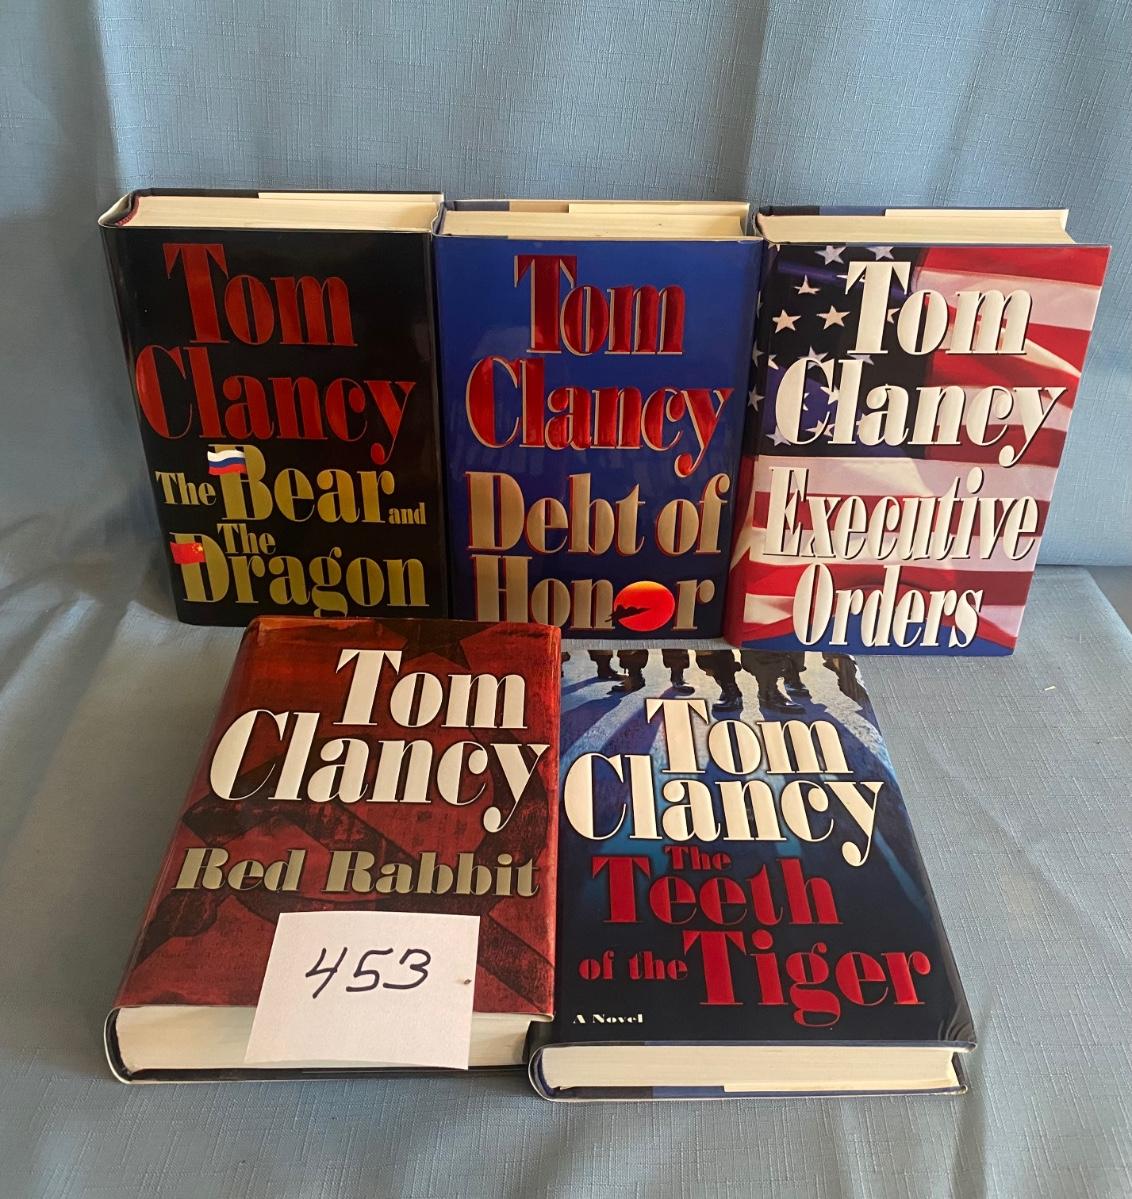 Tom
Clancy
The Bear and
The
Dragon
Tom
Clancy
Debt of
Honor
Tom
Clancy
Executive
Orders
Tom
Clancy
Red Rabbit
453
Tom
Clancy
The
Teeth
of the Tiger
A Novel